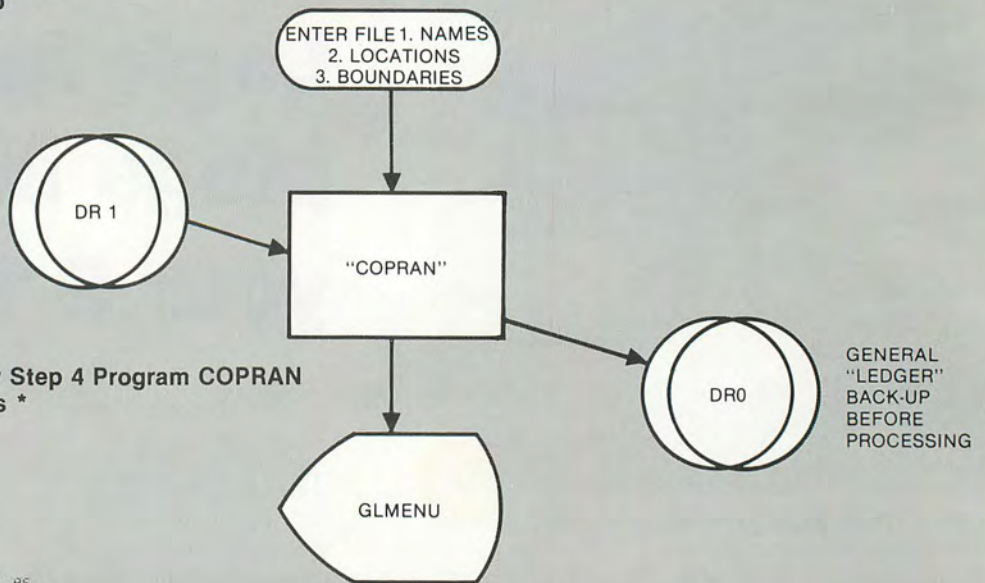 ENTER FILE 1. NAMES
2. LOCATIONS
3. BOUNDARIES
DR 1
"COPRAN"
Step 4 Program COPRAN
s *
DR0
GENERAL
"LEDGER"
BACK-UP
BEFORE
PROCESSING
GLMENU